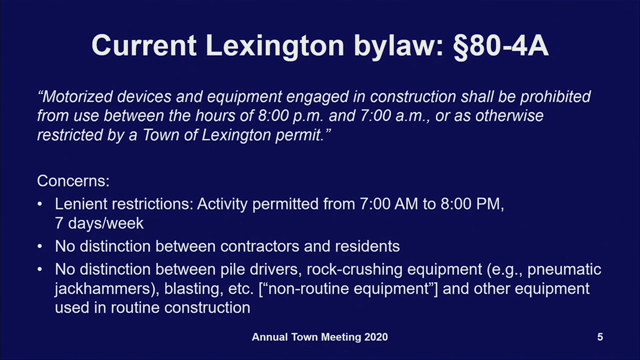 Current Lexington bylaw: §80-4A
“Motorized devices and equipment engaged in construction shall be prohibited
from use between the hours of 8:00 p.m. and 7:00 a.m., or as otherwise
restricted by a Town of Lexington permit.”
Concerns:
• Lenient restrictions: Activity permitted from 7:00 AM to 8:00 PM,
7 days/week
• No distinction between contractors and residents
• No distinction between pile drivers, rock-crushing equipment (e.g., pneumatic
jackhammers), blasting, etc. [“non-routine equipment”] and other equipment
used in routine construction
Annual Town Meeting 2020 5